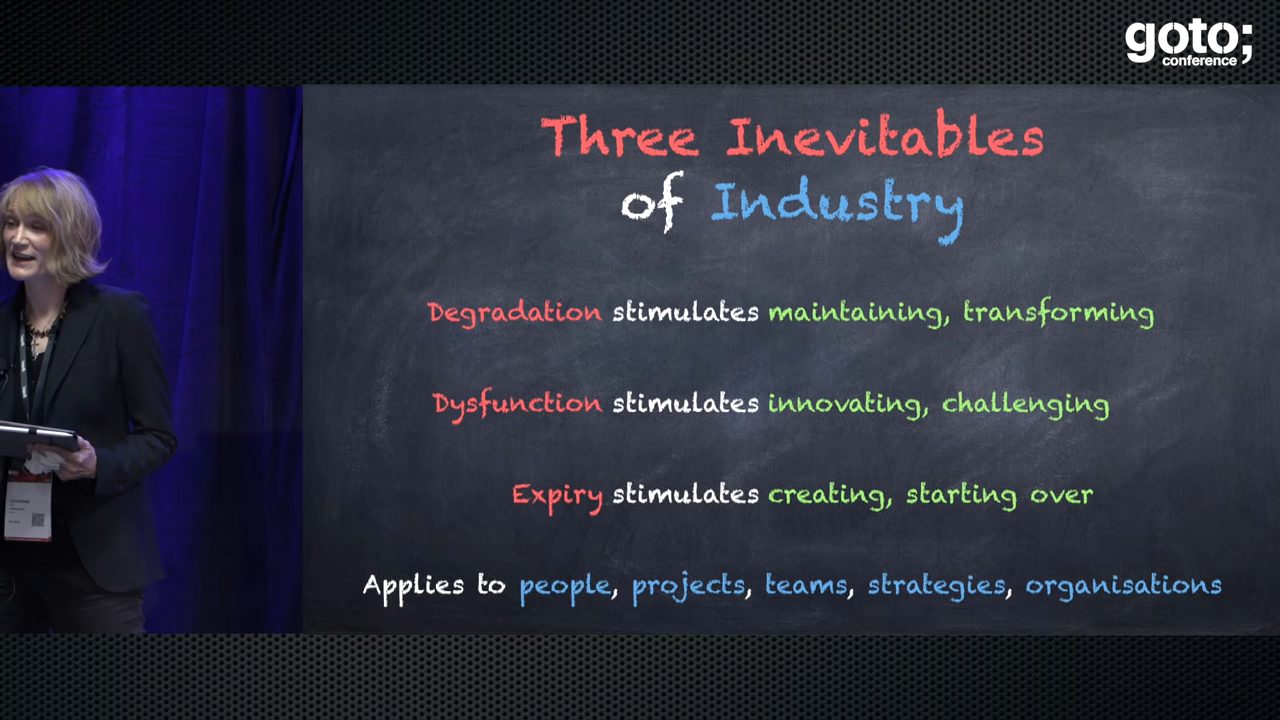 goto;
conference
Three Inevitables
of Industry
Degradation stimulates maintaining, transforming
Dysfunction stimulates innovating, challenging
Expiry stimulates creating, starting over
Applies to people, projects, teams, strategies, organisations